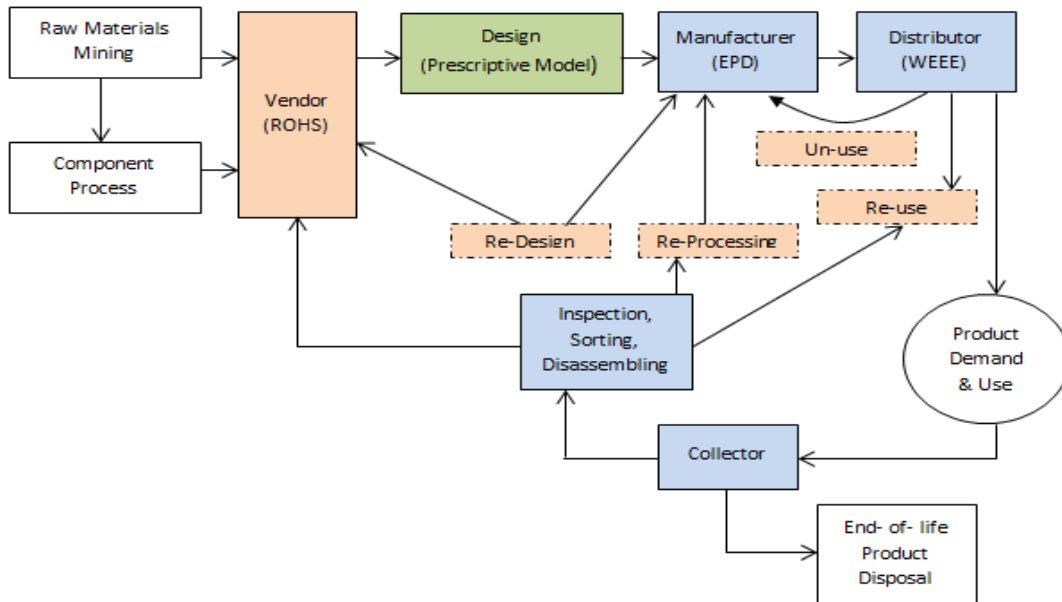 Raw Materials
Mining
Design
(Prescriptive Model)
Manufacturer
(EPD)
Distributor
(WEEE)
Vendor
(ROHS)
Component
Process
Un-use
Re-use
Re-Design
Re-Processing
Inspection,
Sorting,
Disassembling
Product
Demand
& Use
Collector
End- of- life
Product
Disposal